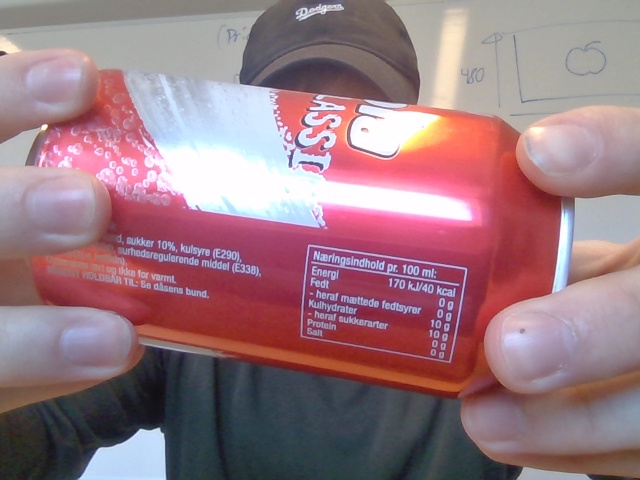 Dodgers
480
CLASSI
sukker 10%, kulsyre (E290),
surhedsregulerende middel (E338),
og ikke for varmt.
HOLDBAR TIL: Se dåsens bund.
Næringsindhold pr. 100 ml:
Energi 170 kJ/40 kcal
Fedt 0 g
- heraf mættede fedtsyrer 0 g
Kulhydrater 10 g
- heraf sukkerarter 10 g
Protein 0 g
Salt 0 g